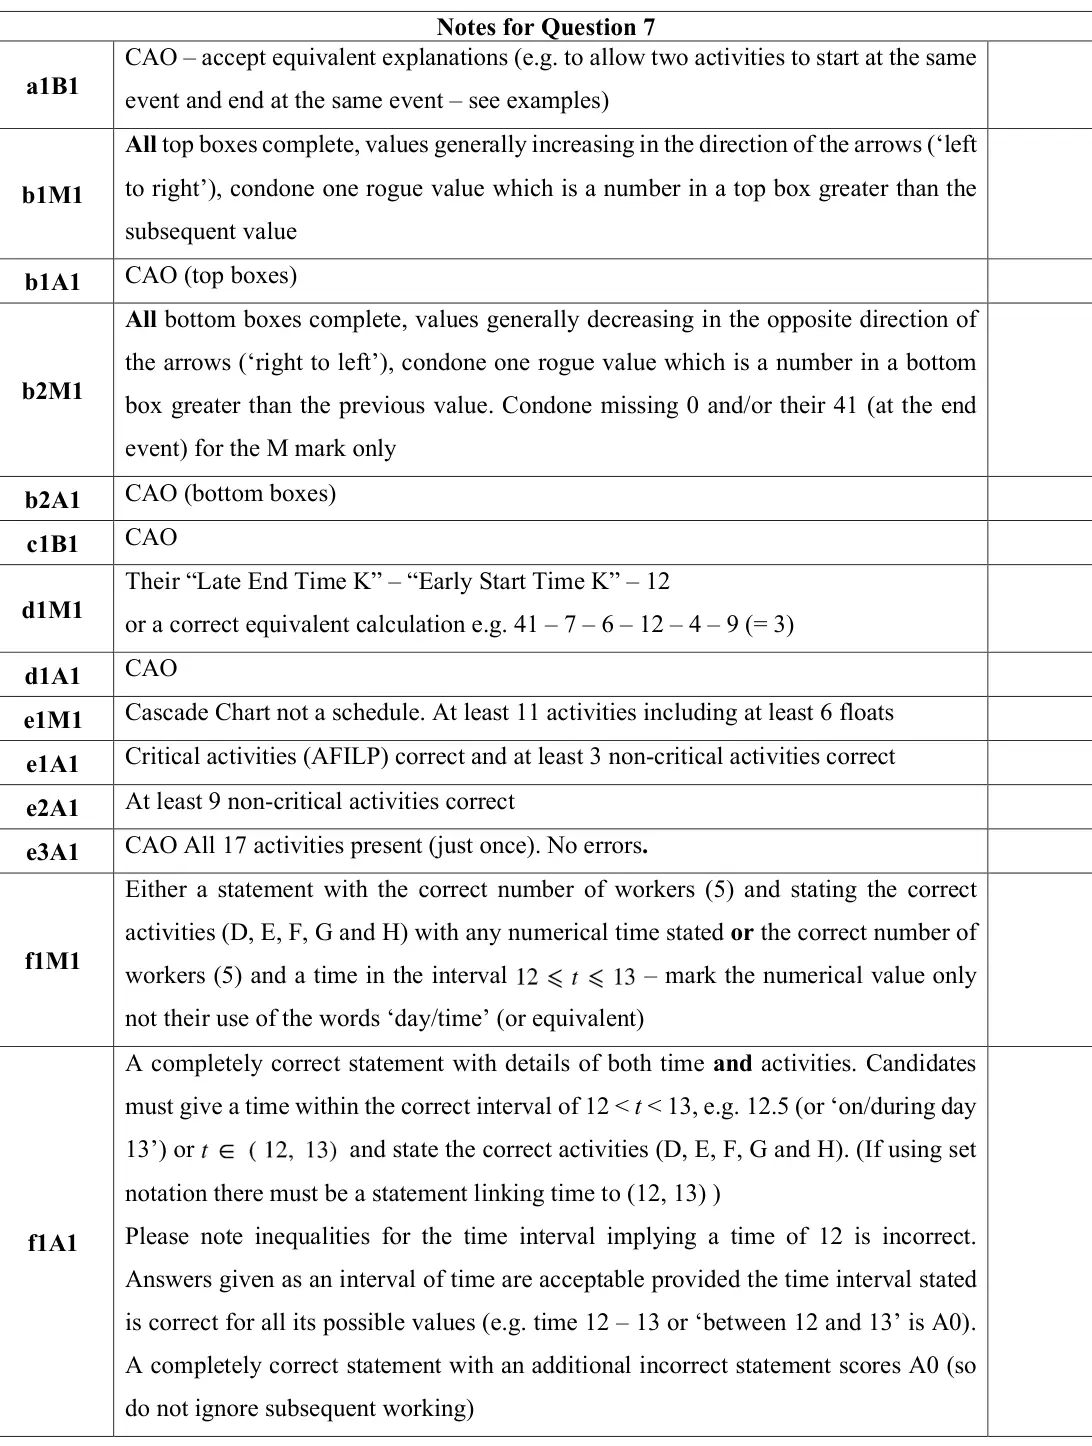 Notes for Question 7
a1B1
CAO – accept equivalent explanations (e.g. to allow two activities to start at the same
event and end at the same event – see examples)
b1M1
All top boxes complete, values generally increasing in the direction of the arrows (‘left
to right’), condone one rogue value which is a number in a top box greater than the
subsequent value
b1A1
CAO (top boxes)
b2M1
All bottom boxes complete, values generally decreasing in the opposite direction of
the arrows (‘right to left’), condone one rogue value which is a number in a bottom
box greater than the previous value. Condone missing 0 and/or their 41 (at the end
event) for the M mark only
b2A1
CAO (bottom boxes)
c1B1
CAO
d1M1
Their “Late End Time K” – “Early Start Time K” – 12
or a correct equivalent calculation e.g. 41 – 7 – 6 – 12 – 4 – 9 (= 3)
d1A1
CAO
e1M1
Cascade Chart not a schedule. At least 11 activities including at least 6 floats
e1A1
Critical activities (AFILP) correct and at least 3 non-critical activities correct
e2A1
At least 9 non-critical activities correct
e3A1
CAO All 17 activities present (just once). No errors.
f1M1
Either a statement with the correct number of workers (5) and stating the correct
activities (D, E, F, G and H) with any numerical time stated or the correct number of
workers (5) and a time in the interval 12 ⩽ t ⩽ 13 – mark the numerical value only
not their use of the words ‘day/time’ (or equivalent)
f1A1
A completely correct statement with details of both time and activities. Candidates
must give a time within the correct interval of 12 < t < 13, e.g. 12.5 (or ‘on/during day
13’) or t ∈ ( 12, 13) and state the correct activities (D, E, F, G and H). (If using set
notation there must be a statement linking time to (12, 13) )
Please note inequalities for the time interval implying a time of 12 is incorrect.
Answers given as an interval of time are acceptable provided the time interval stated
is correct for all its possible values (e.g. time 12 – 13 or ‘between 12 and 13’ is A0).
A completely correct statement with an additional incorrect statement scores A0 (so
do not ignore subsequent working)